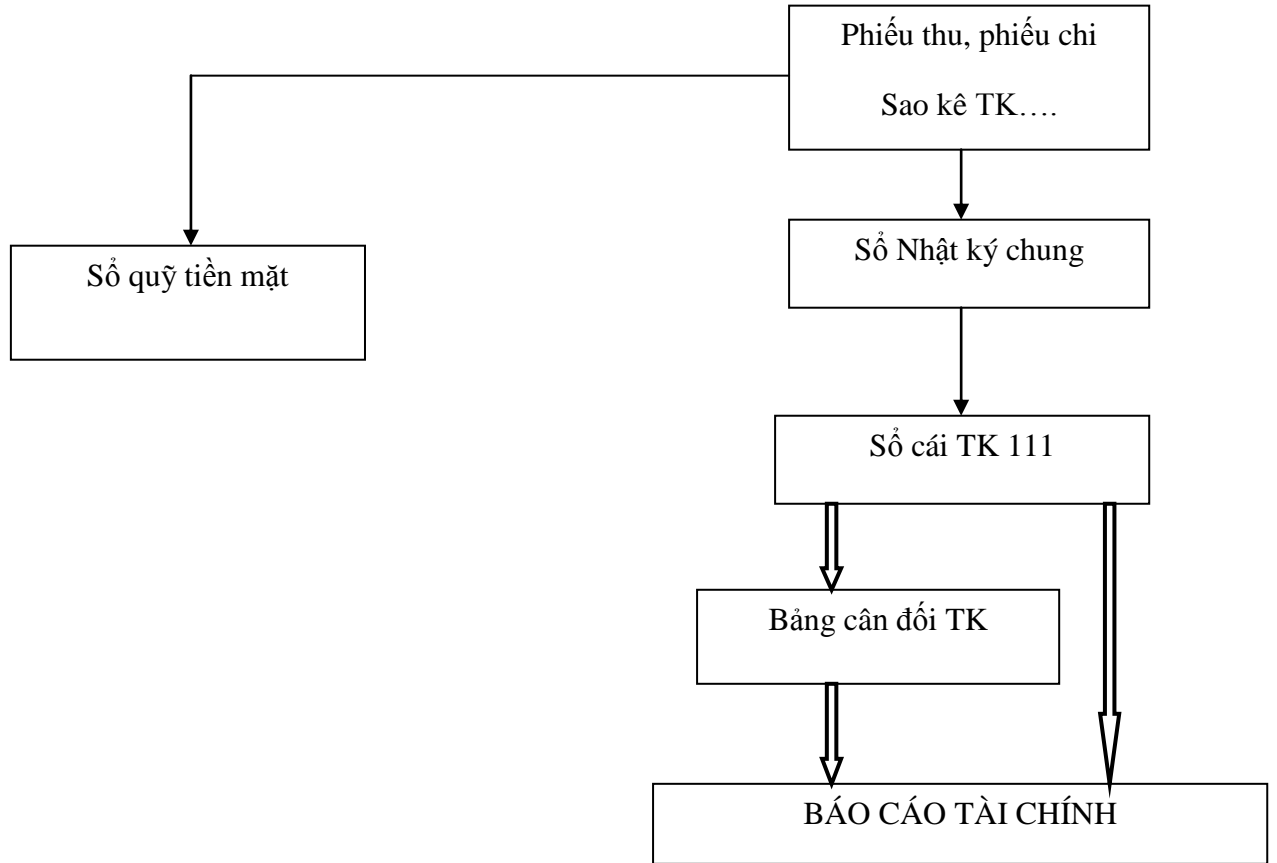 Phiếu thu, phiếu chi
Sao kê TK….
Sổ Nhật ký chung
Sổ quỹ tiền mặt
Sổ cái TK 111
Bảng cân đối TK
BÁO CÁO TÀI CHÍNH